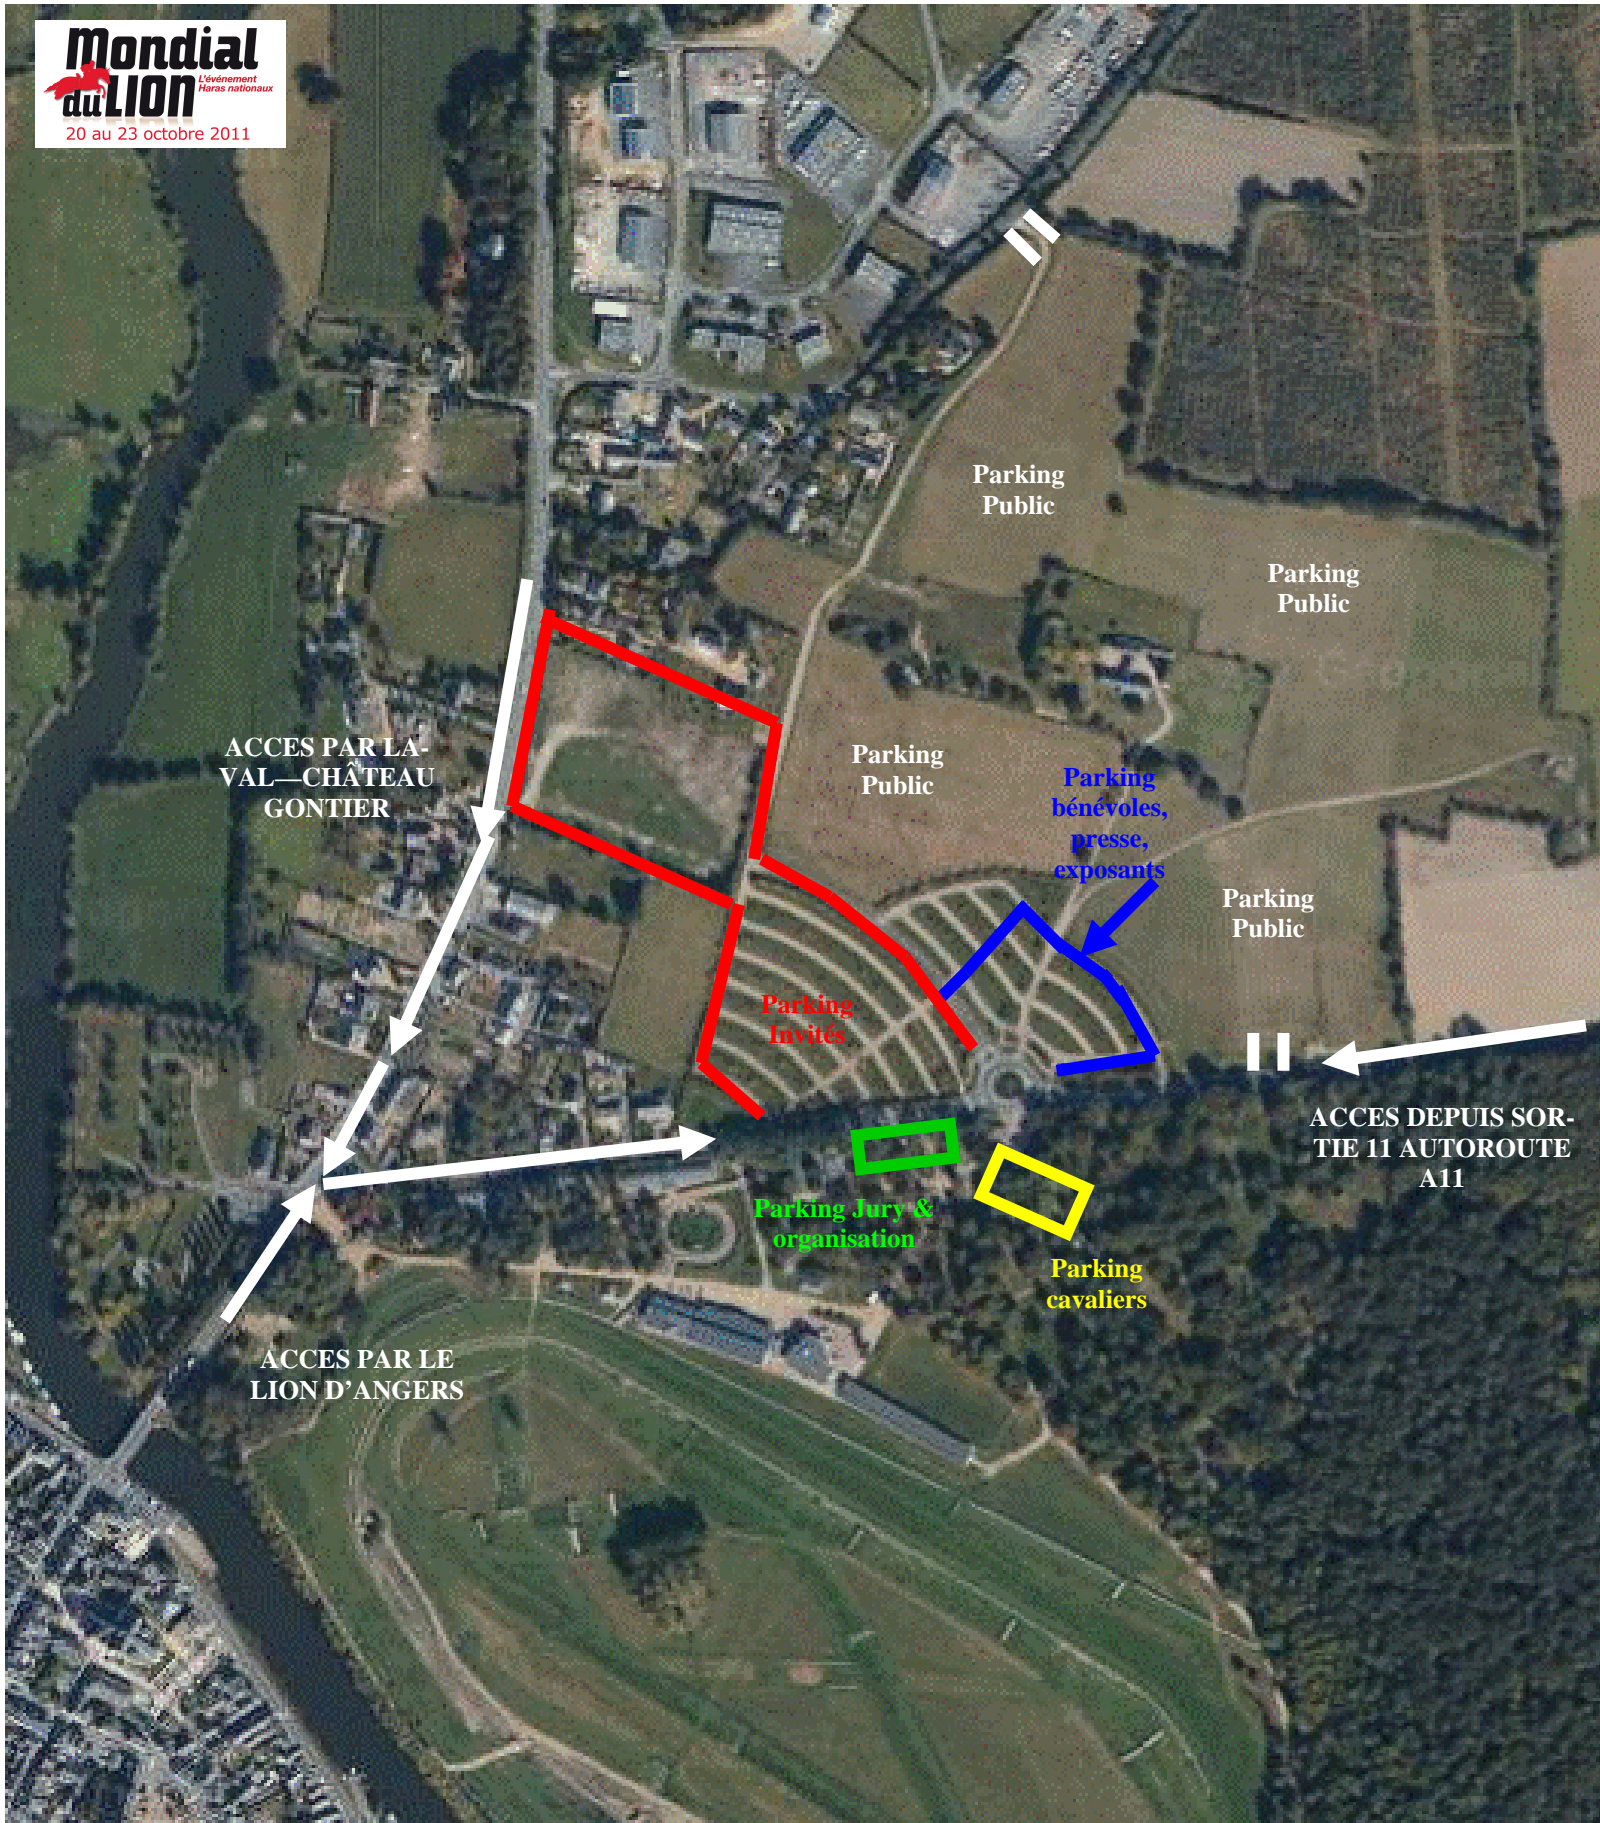 Mondial
du LION
L'événement
Haras nationaux
20 au 23 octobre 2011
Parking
Public
Parking
Public
ACCES PAR LA-
VAL—CHÂTEAU
GONTIER
Parking
Public
Parking
bénévoles,
presse,
exposants
Parking
Public
Parking
Invités
ACCES DEPUIS SOR-
TIE 11 AUTOROUTE
A11
Parking Jury &
organisation
Parking
cavaliers
ACCES PAR LE
LION D'ANGERS